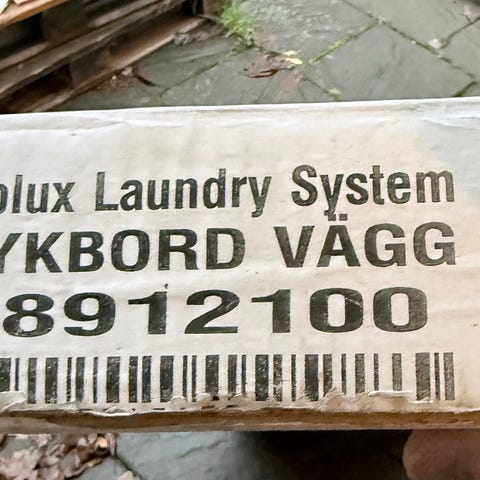 olux Laundry System
YKBORD VÄGG
8912100